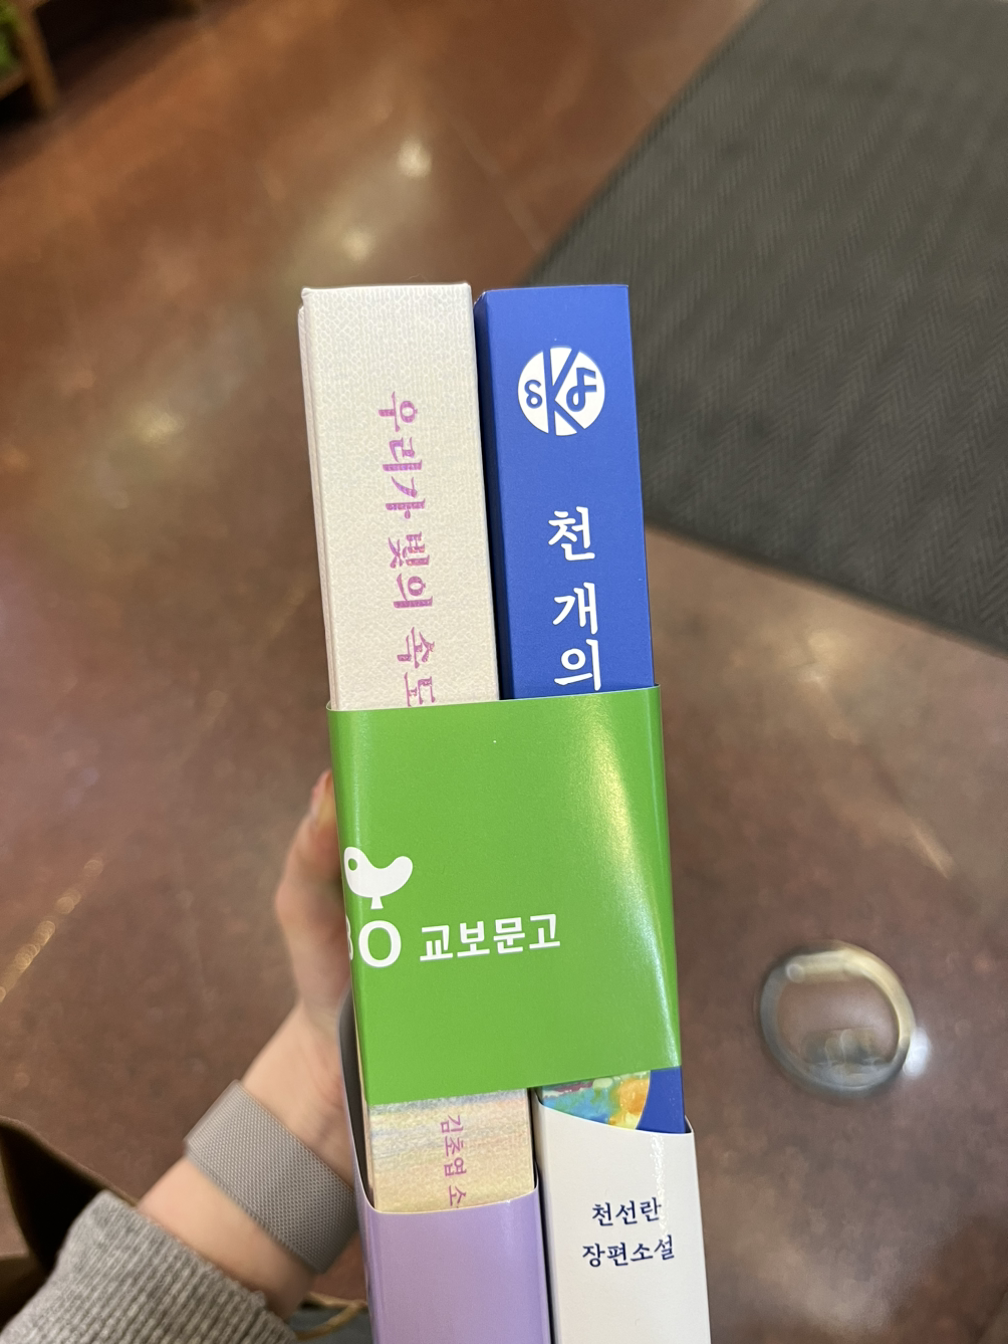 우리가 빛의 속도
김초엽 소
천 개의
교보문고
천선란
장편소설